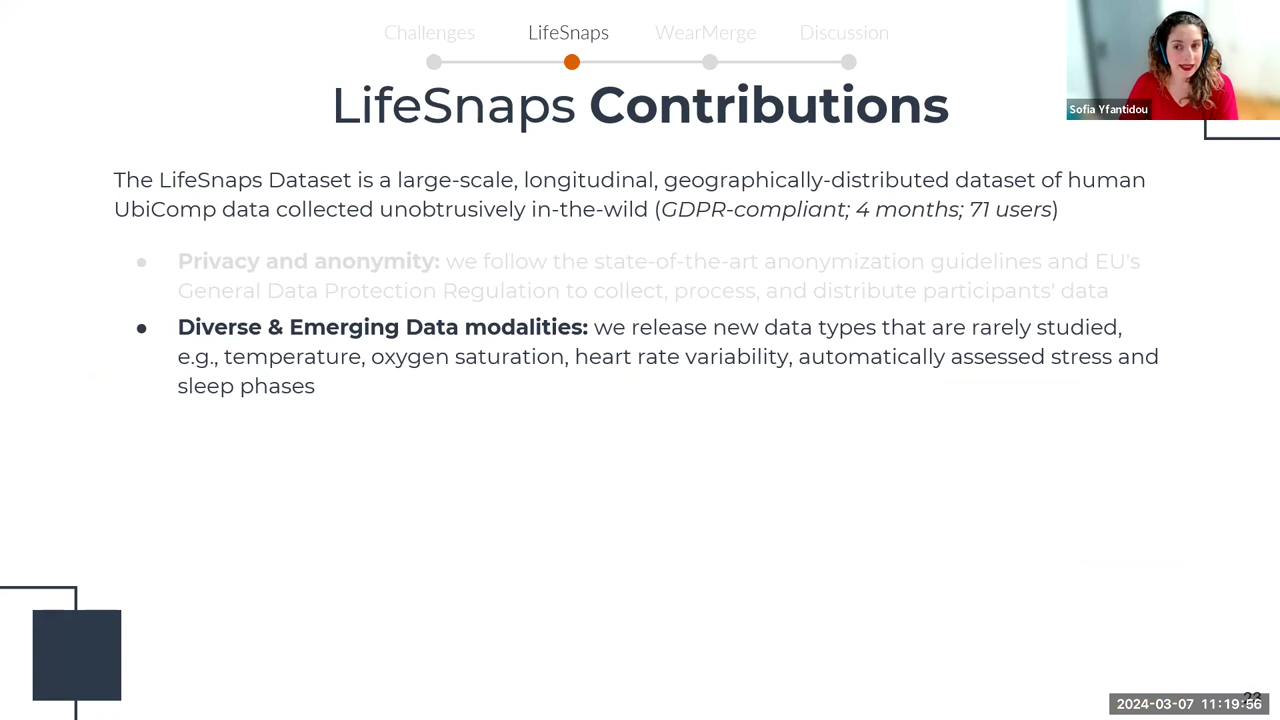 Challenges LifeSnaps WearMerge Discussion
LifeSnaps Contributions
Sofia Yfantidou
The LifeSnaps Dataset is a large-scale, longitudinal, geographically-distributed dataset of human
UbiComp data collected unobtrusively in-the-wild (GDPR-compliant; 4 months; 71 users)
● Privacy and anonymity: we follow the state-of-the-art anonymization guidelines and EU's
General Data Protection Regulation to collect, process, and distribute participants' data
● Diverse & Emerging Data modalities: we release new data types that are rarely studied,
e.g., temperature, oxygen saturation, heart rate variability, automatically assessed stress and
sleep phases
23
2024-03-07 11:19:56